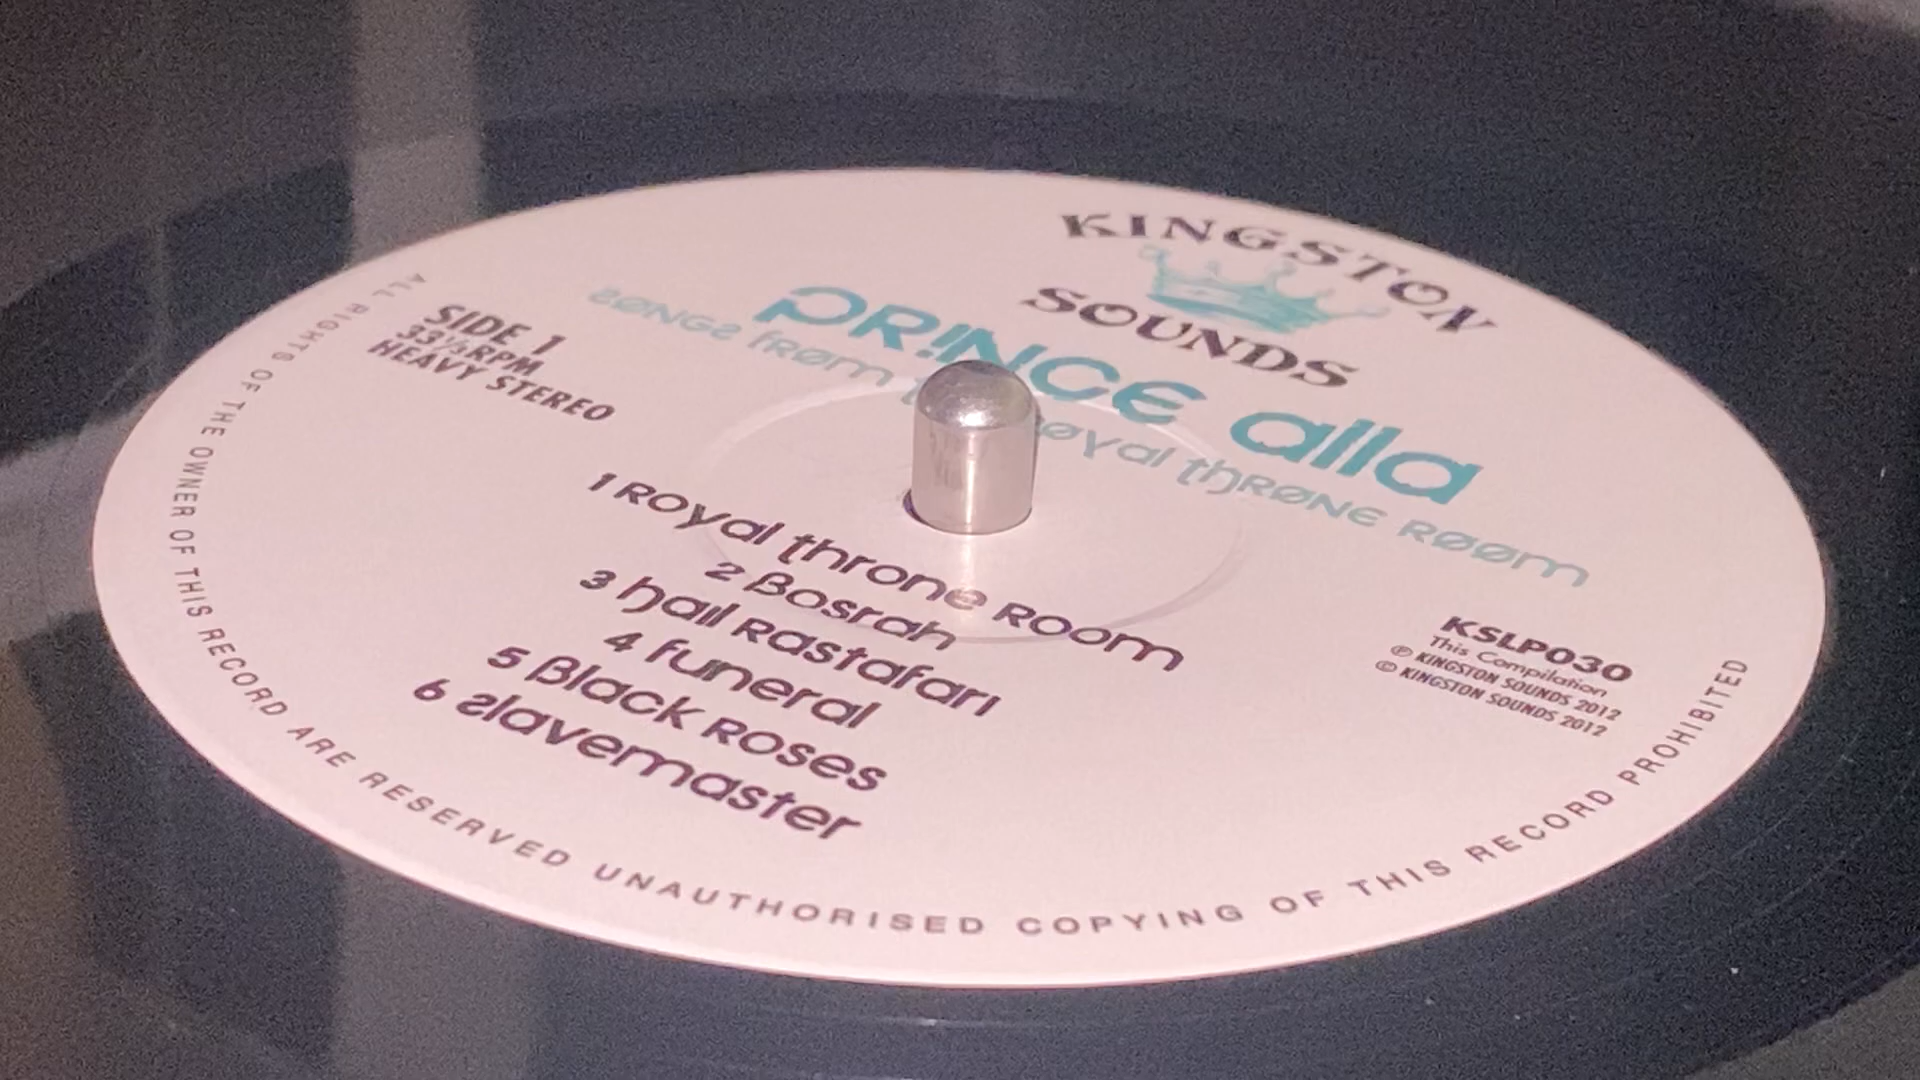 KINGSTON
SOUNDS
PRINCE alla
SONGS from royal thRONE ROOM
SIDE 1
33⅓RPM
HEAVY STEREO
1 Royal throne Room
2 Bosrah
3 hail Rastafari
4 funeral
5 Black Roses
6 Slavemaster
KSLP030
This Compilation
℗ KINGSTON SOUNDS 2012
© KINGSTON SOUNDS 2012
ALL RIGHTS OF THE OWNER OF THIS RECORD ARE RESERVED UNAUTHORISED COPYING OF THIS RECORD PROHIBITED